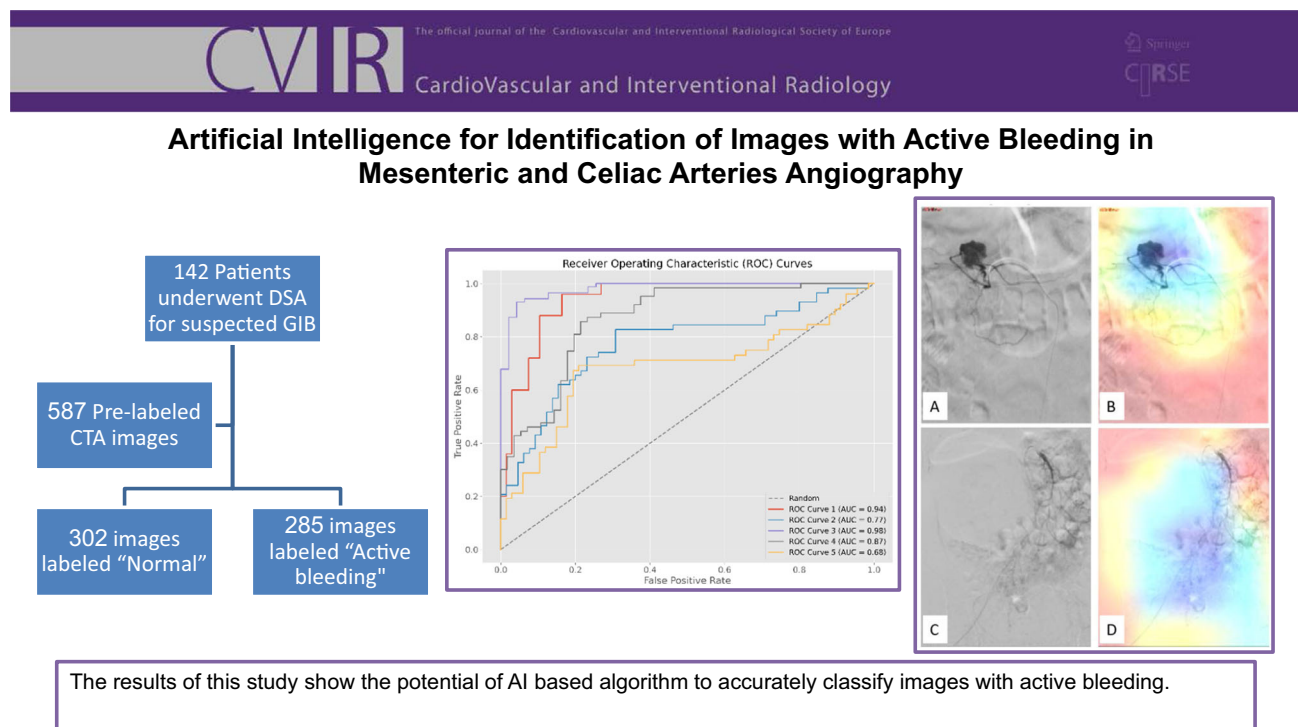 CVIR
The official journal of the Cardiovascular and Interventional Radiological Society of Europe
CardioVascular and Interventional Radiology
Springer
CIRSE
Artificial Intelligence for Identification of Images with Active Bleeding in
Mesenteric and Celiac Arteries Angiography
142 Patients
underwent DSA
for suspected GIB
587 Pre-labeled
CTA images
302 images
labeled “Normal”
285 images
labeled “Active
bleeding"
Receiver Operating Characteristic (ROC) Curves
True Positive Rate
1.0
0.8
0.6
0.4
0.2
0.0
0.0
0.2
0.4
0.6
0.8
1.0
False Positive Rate
Random
ROC Curve 1 (AUC = 0.94)
ROC Curve 2 (AUC = 0.77)
ROC Curve 3 (AUC = 0.98)
ROC Curve 4 (AUC = 0.87)
ROC Curve 5 (AUC = 0.68)
A
B
C
D
The results of this study show the potential of AI based algorithm to accurately classify images with active bleeding.